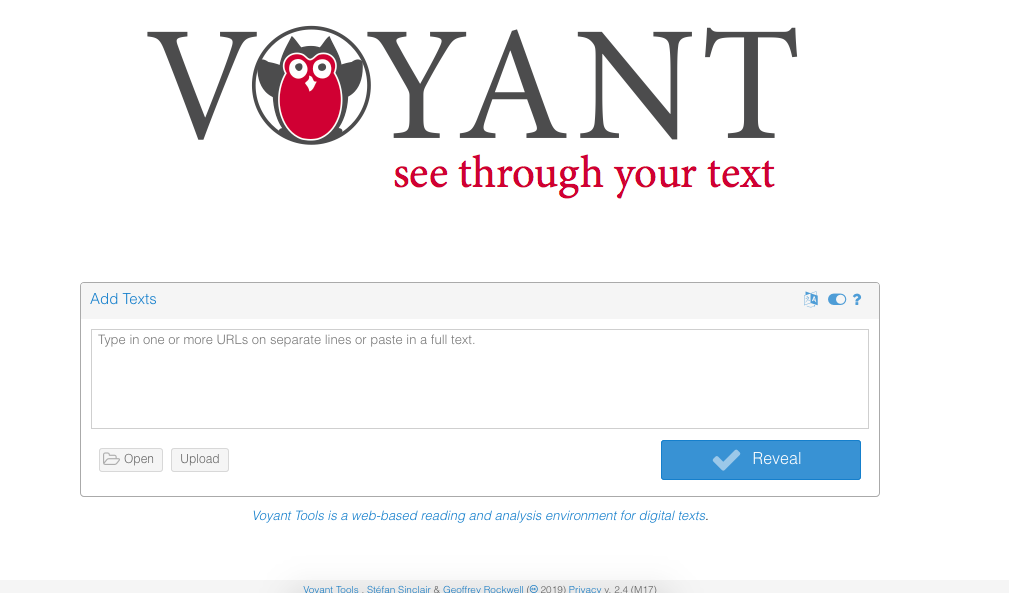 VOYANT
see through your text
Add Texts
?
Type in one or more URLs on separate lines or paste in a full text.
Open Upload Reveal
Voyant Tools is a web-based reading and analysis environment for digital texts.
Voyant Tools , Stéfan Sinclair & Geoffrey Rockwell (© 2019) Privacy v. 2.4 (M17)